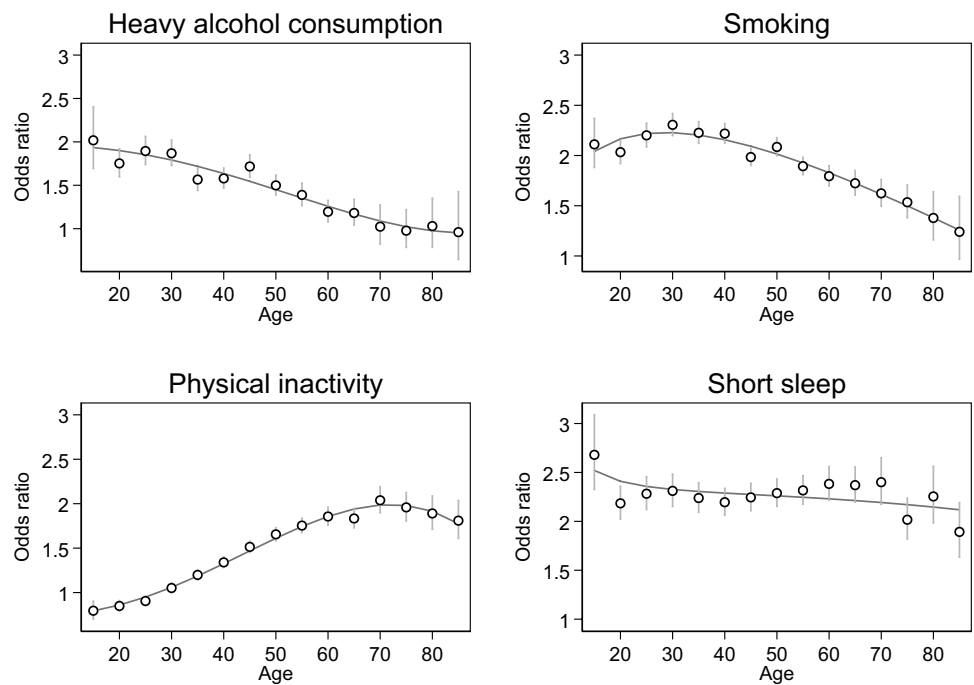 Heavy alcohol consumption
Odds ratio
3
2.5
2
1.5
1
20 30 40 50 60 70 80
Age
Smoking
Odds ratio
3
2.5
2
1.5
1
20 30 40 50 60 70 80
Age
Physical inactivity
Odds ratio
3
2.5
2
1.5
1
20 30 40 50 60 70 80
Age
Short sleep
Odds ratio
3
2.5
2
1.5
1
20 30 40 50 60 70 80
Age